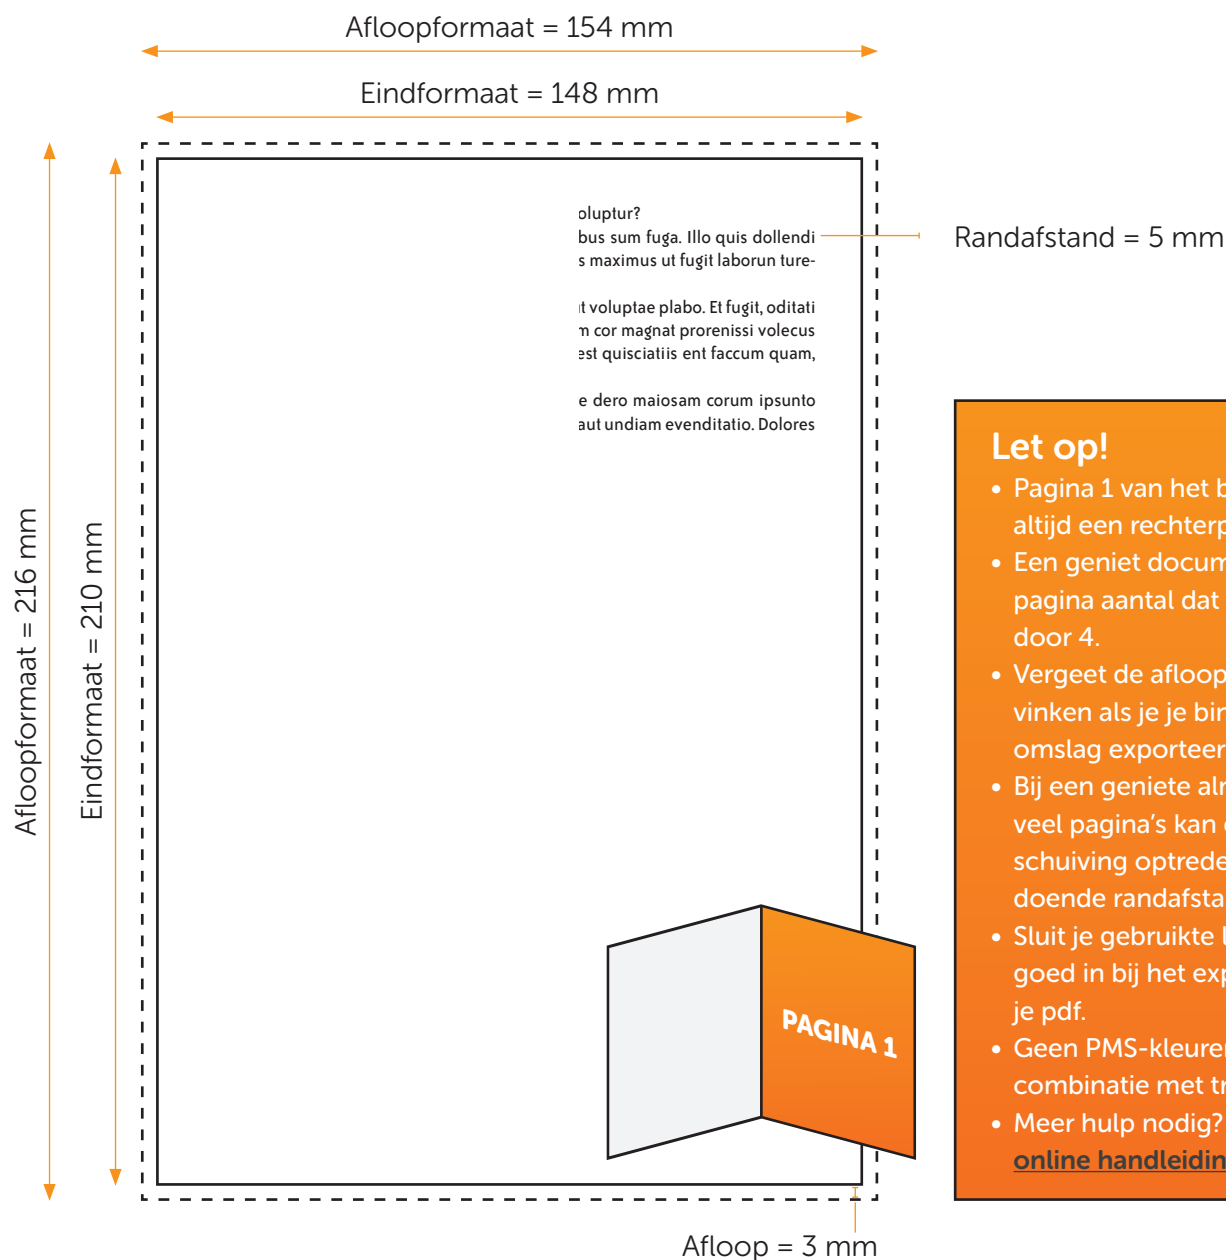 Afloopformaat = 154 mm
Eindformaat = 148 mm
Afloopformaat = 216 mm
Eindformaat = 210 mm
oluptur?
bus sum fuga. Illo quis dollendi
s maximus ut fugit laborun ture-
t voluptae plabo. Et fugit, oditati
m cor magnat prorenissi volecus
est quisciatiis ent faccum quam,
e dero maiosam corum ipsunto
aut undiam evenditatio. Dolores
Randafstand = 5 mm
Let op!
• Pagina 1 van het b
altijd een rechterp
• Een geniet docum
pagina aantal dat
door 4.
• Vergeet de afloop
vinken als je je bin
omslag exporteer
• Bij een geniete
veel pagina's kan
schuiving optrede
doende randafsta
• Sluit je gebruikte
goed in bij het exp
je pdf.
• Geen PMS-kleuren
combinatie met tr
• Meer hulp nodig?
online handleidin
PAGINA 1
Afloop = 3 mm